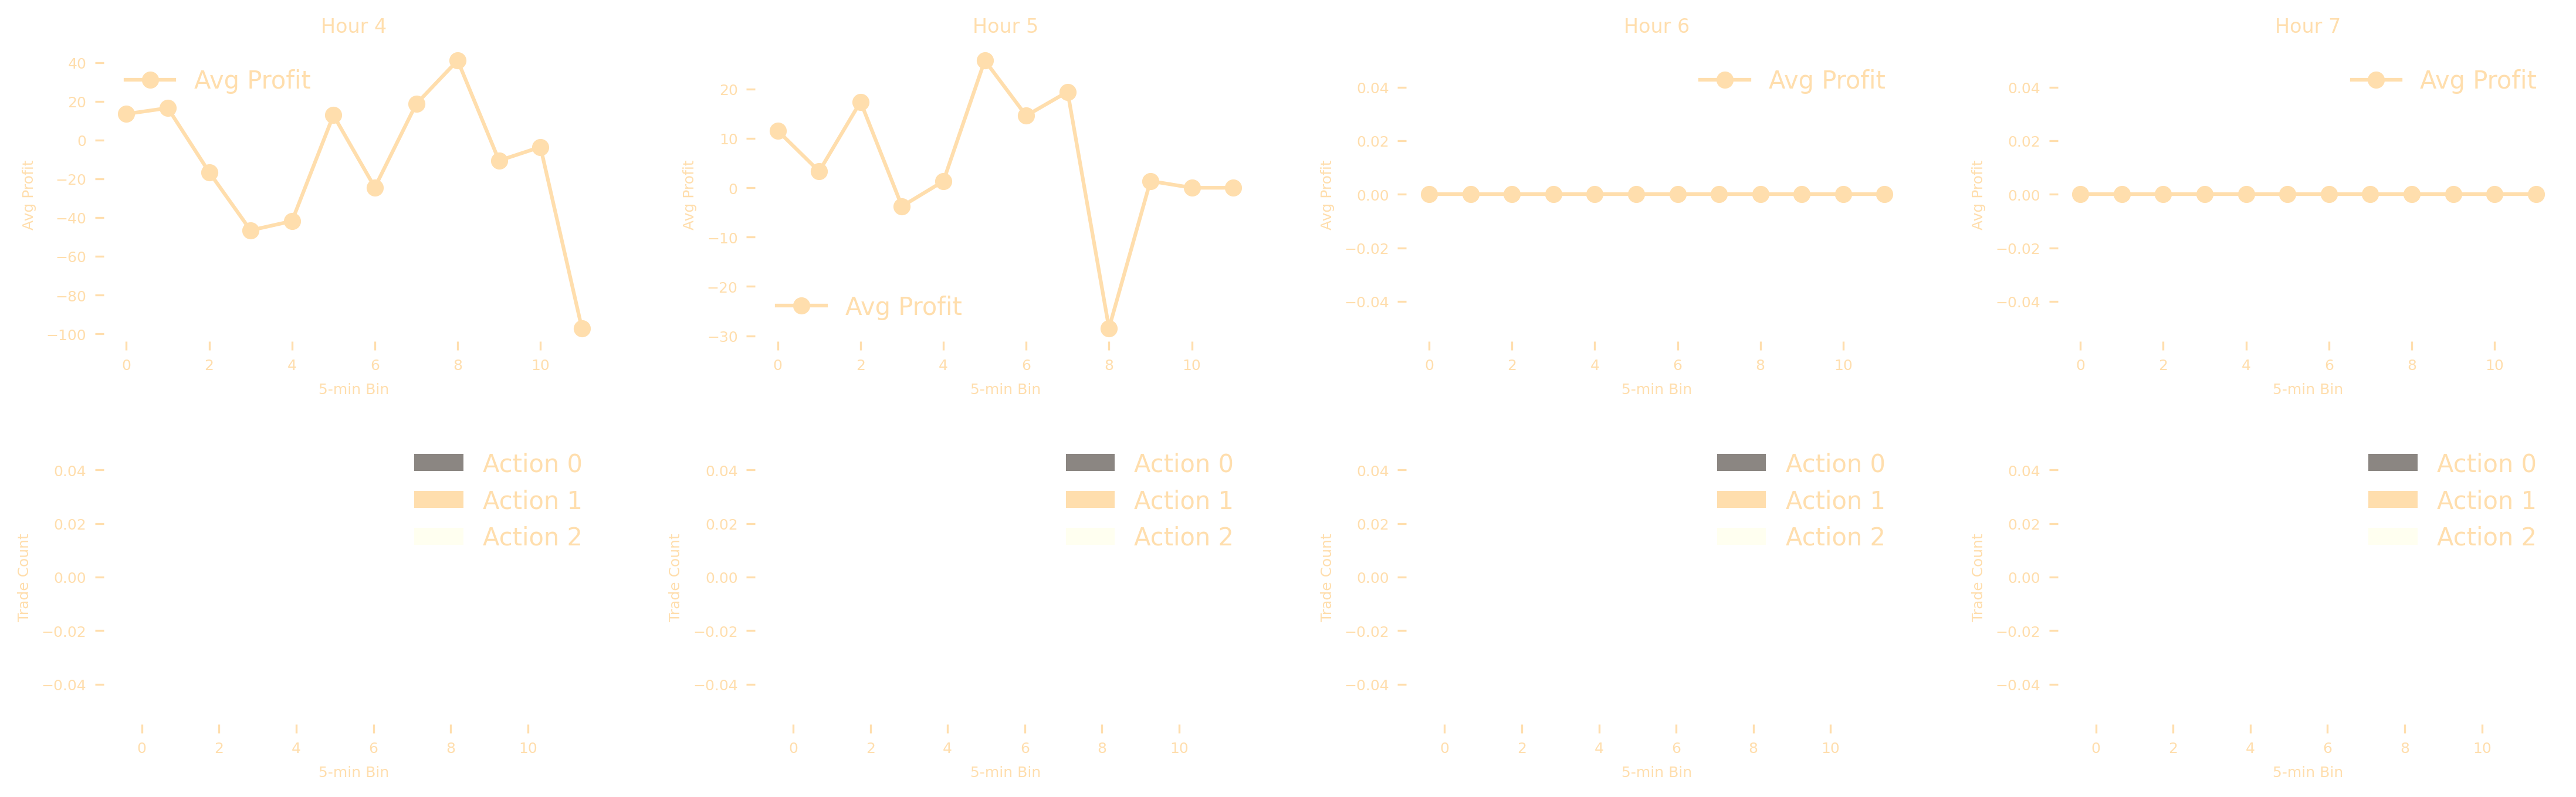 Hour 4
40
20
0
−20
−40
−60
−80
−100
Avg Profit
Avg Profit
0 2 4 6 8 10
5-min Bin
Hour 5
20
10
0
−10
−20
−30
Avg Profit
Avg Profit
0 2 4 6 8 10
5-min Bin
Hour 6
0.04
0.02
0.00
−0.02
−0.04
Avg Profit
Avg Profit
0 2 4 6 8 10
5-min Bin
Hour 7
0.04
0.02
0.00
−0.02
−0.04
Avg Profit
Avg Profit
0 2 4 6 8 10
5-min Bin
0.04
0.02
0.00
−0.02
−0.04
Trade Count
Action 0
Action 1
Action 2
0 2 4 6 8 10
5-min Bin
0.04
0.02
0.00
−0.02
−0.04
Trade Count
Action 0
Action 1
Action 2
0 2 4 6 8 10
5-min Bin
0.04
0.02
0.00
−0.02
−0.04
Trade Count
Action 0
Action 1
Action 2
0 2 4 6 8 10
5-min Bin
0.04
0.02
0.00
−0.02
−0.04
Trade Count
Action 0
Action 1
Action 2
0 2 4 6 8 10
5-min Bin